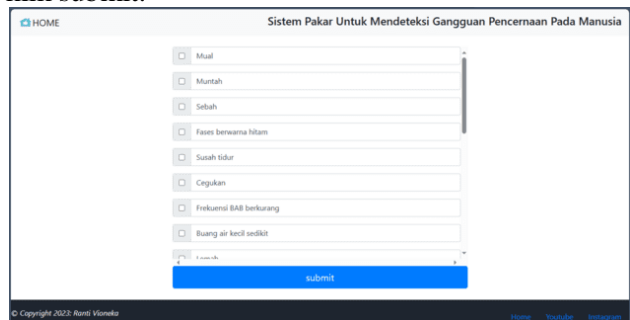 HOME
Sistem Pakar Untuk Mendeteksi Gangguan Pencernaan Pada Manusia
Mual
Muntah
Sebah
Fases berwarna hitam
Susah tidur
Cegukan
Frekuensi BAB berkurang
Buang air kecil sedikit
submit
© Copyright 2023: Ranti Vioneka
Home Youtube Instagram